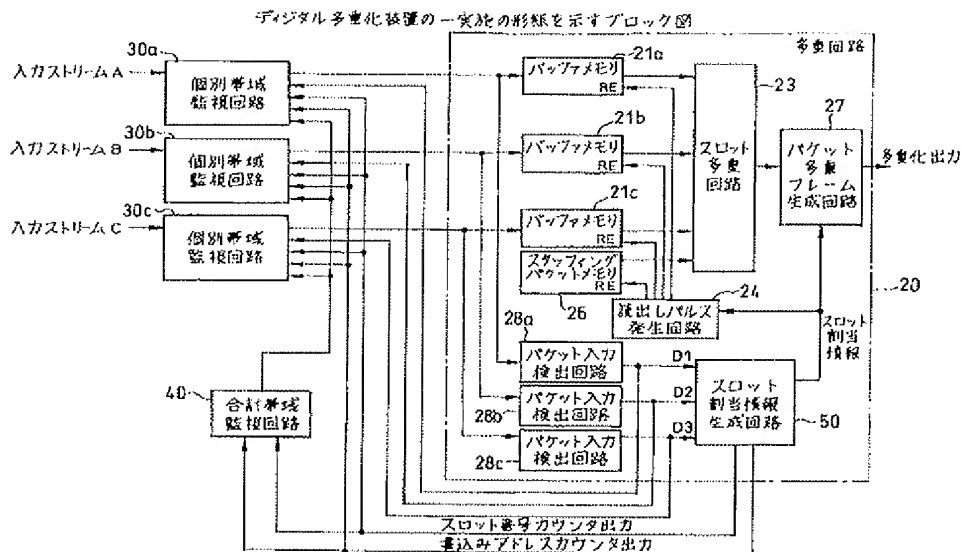 ディジタル多重化装置の一実施の形態を示すブロック図
多重回路
30a
入力ストリームA
個別帯域
監視回路
21a
バッファメモリ
RE
23
スロット
多重
回路
27
パケット
多重
フレーム
生成回路
多重化出力
30b
入力ストリームB
個別帯域
監視回路
21b
バッファメモリ
RE
30c
入力ストリームC
個別帯域
監視回路
21c
バッファメモリ
RE
スタッフィング
パケットメモリ
RE
26
24
読出しパルス
発生回路
20
スロット
割当
情報
28a
パケット入力
検出回路
D1
40
合計帯域
監視回路
28b
パケット入力
検出回路
D2
スロット
割当情報
生成回路
50
28c
パケット入力
検出回路
D3
スロット番号カウンタ出力
書込みアドレスカウンタ出力